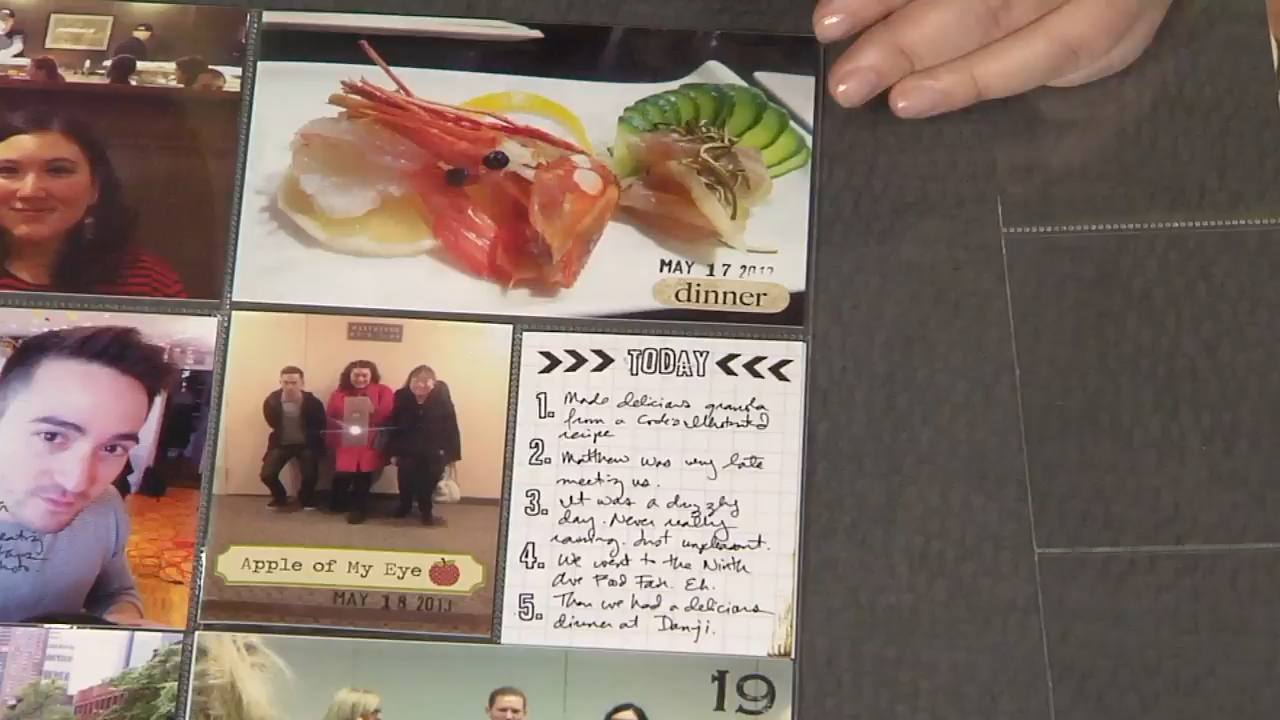 MAY 17 2013
dinner
>>> TODAY <<<
1. Made delicious granola
from a Cook's Illustrated
recipe
2. Matthew was very late
meeting us.
3. It was a drizzly
day. Never really
raining. Just unpleasant.
4. We went to the Ninth
Ave Food Fair. Eh.
5. Then we had a delicious
dinner at Danji.
Apple of My Eye
MAY 18 2013
19